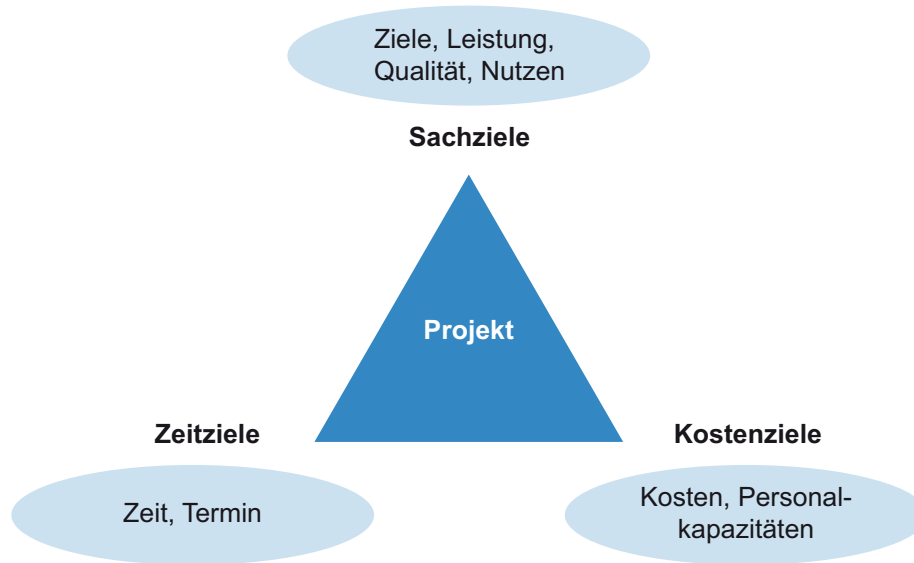 Ziele, Leistung,
Qualität, Nutzen
Sachziele
Projekt
Zeitziele
Kostenziele
Zeit, Termin
Kosten, Personal-
kapazitäten